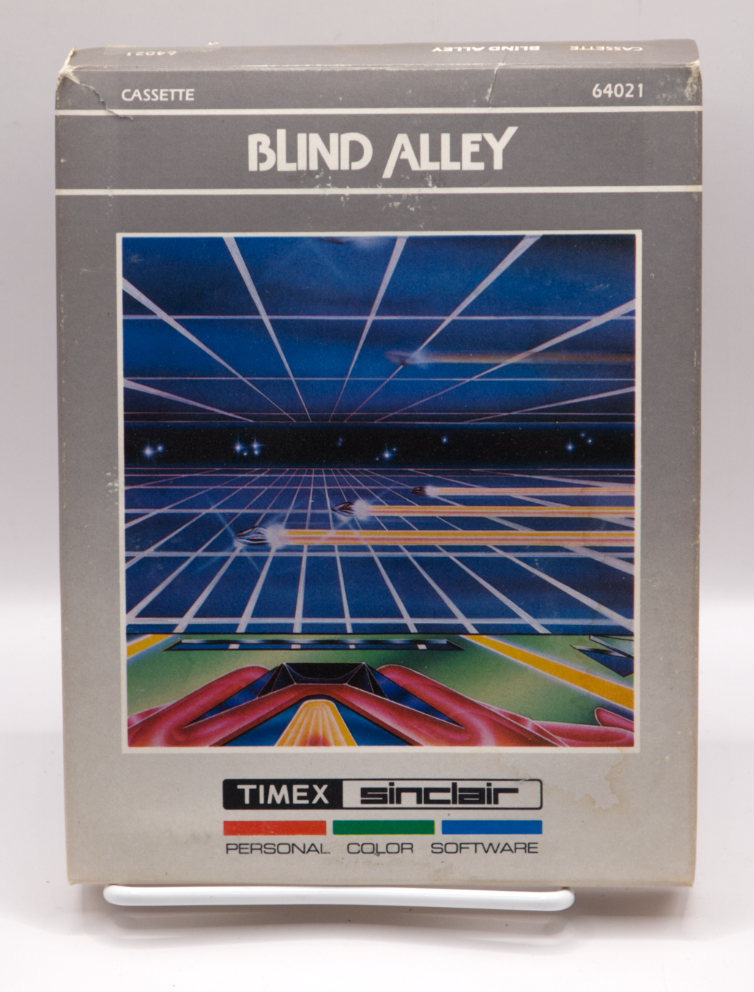 64021 BLIND ALLEY CASSETTE
CASSETTE 64021
BLIND ALLEY
TIMEX sinclair
PERSONAL COLOR SOFTWARE